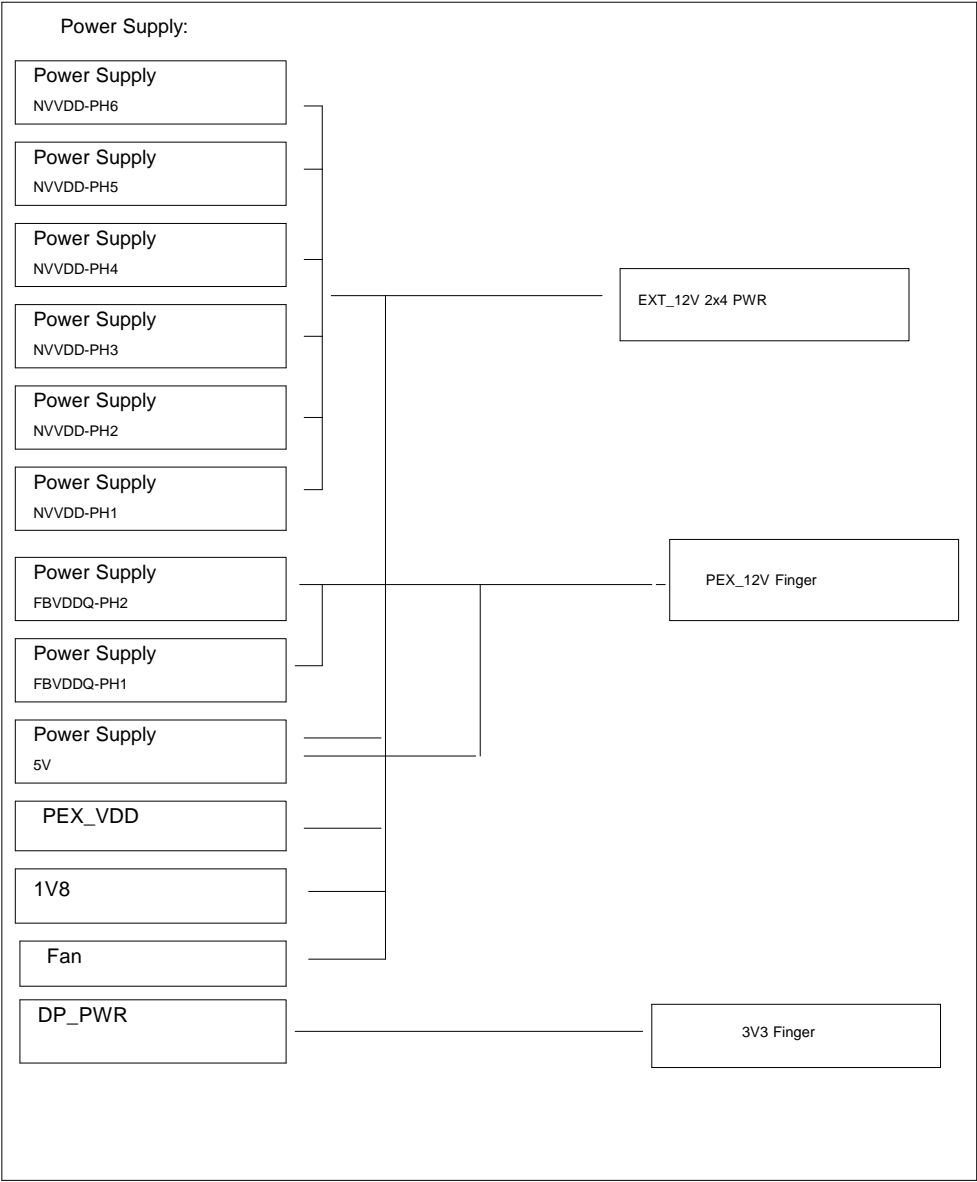 Power Supply:
Power Supply
NVVDD-PH6
Power Supply
NVVDD-PH5
Power Supply
NVVDD-PH4
Power Supply
NVVDD-PH3
Power Supply
NVVDD-PH2
Power Supply
NVVDD-PH1
Power Supply
FBVDDQ-PH2
Power Supply
FBVDDQ-PH1
Power Supply
5V
PEX_VDD
1V8
Fan
DP_PWR
EXT_12V 2x4 PWR
PEX_12V Finger
3V3 Finger